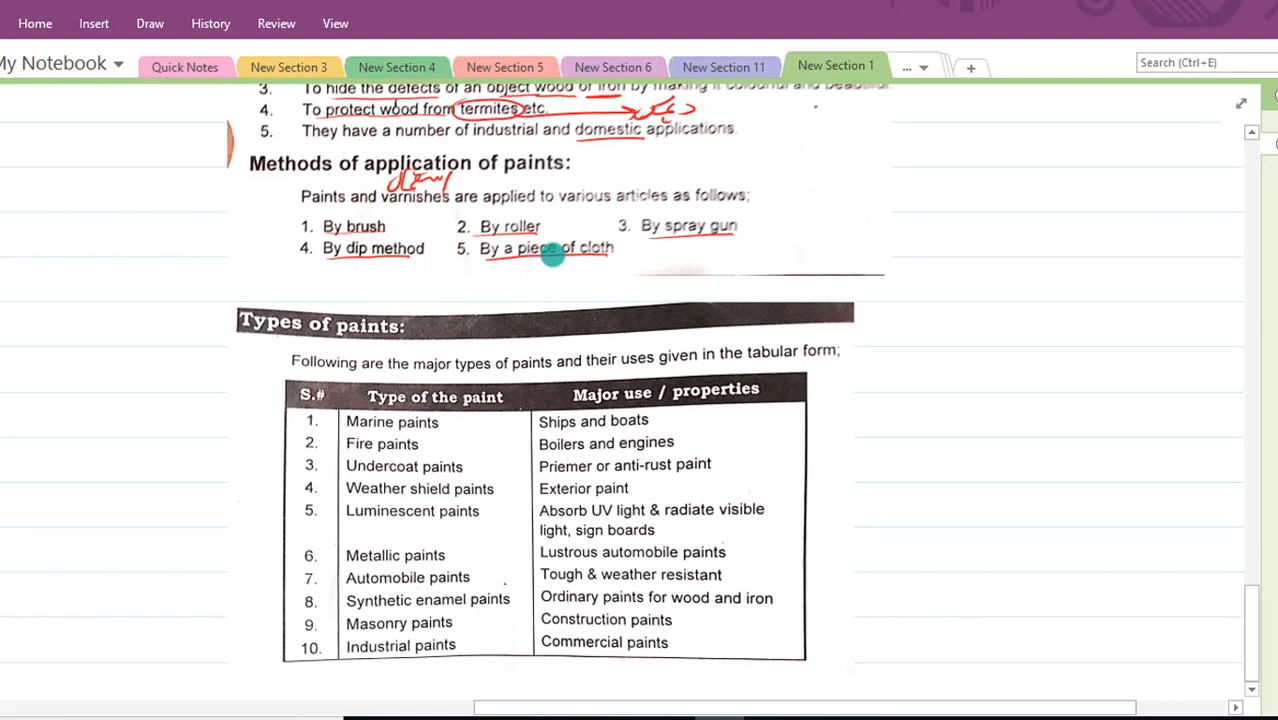 Home Insert Draw History Review View
My Notebook Quick Notes New Section 3 New Section 4 New Section 5 New Section 6 New Section 11 New Section 1 ... + Search (Ctrl+E)
3. To hide the defects of an object wood or iron by making it colourful and beautiful.
4. To protect wood from termites etc. دیمک
5. They have a number of industrial and domestic applications.
Methods of application of paints:
Paints and varnishes are applied to various articles as follows;
1. By brush 2. By roller 3. By spray gun
4. By dip method 5. By a piece of cloth
Types of paints:
Following are the major types of paints and their uses given in the tabular form;
S.# Type of the paint Major use / properties
1. Marine paints Ships and boats
2. Fire paints Boilers and engines
3. Undercoat paints Priemer or anti-rust paint
4. Weather shield paints Exterior paint
5. Luminescent paints Absorb UV light & radiate visible
light, sign boards
6. Metallic paints Lustrous automobile paints
7. Automobile paints Tough & weather resistant
8. Synthetic enamel paints Ordinary paints for wood and iron
9. Masonry paints Construction paints
10. Industrial paints Commercial paints